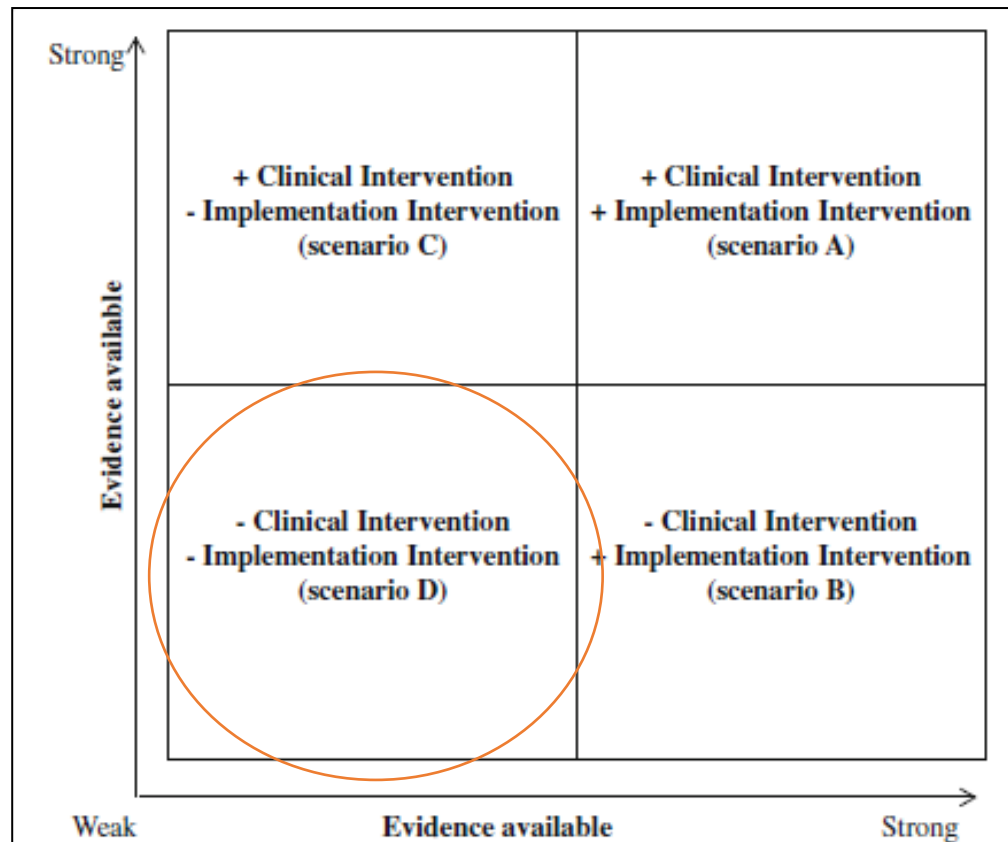 Strong
+ Clinical Intervention
- Implementation Intervention
(scenario C)
+ Clinical Intervention
+ Implementation Intervention
(scenario A)
Evidence available
- Clinical Intervention
- Implementation Intervention
(scenario D)
- Clinical Intervention
+ Implementation Intervention
(scenario B)
Weak
Evidence available
Strong